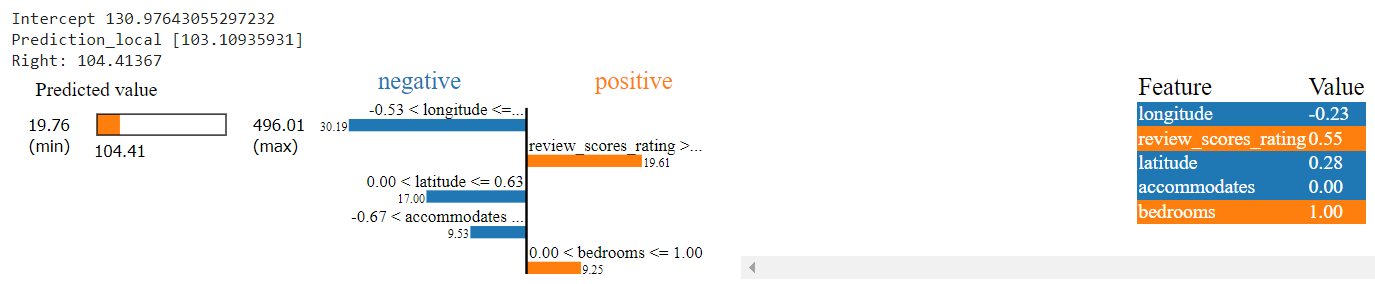 Intercept 130.97643055297232
Prediction_local [103.10935931]
Right: 104.41367
Predicted value
19.76
(min)
104.41
496.01
(max)
negative
positive
-0.53 < longitude <=...
30.19
review_scores_rating >...
19.61
0.00 < latitude <= 0.63
17.00
-0.67 < accommodates ...
9.53
0.00 < bedrooms <= 1.00
9.25
Feature Value
longitude -0.23
review_scores_rating 0.55
latitude 0.28
accommodates 0.00
bedrooms 1.00